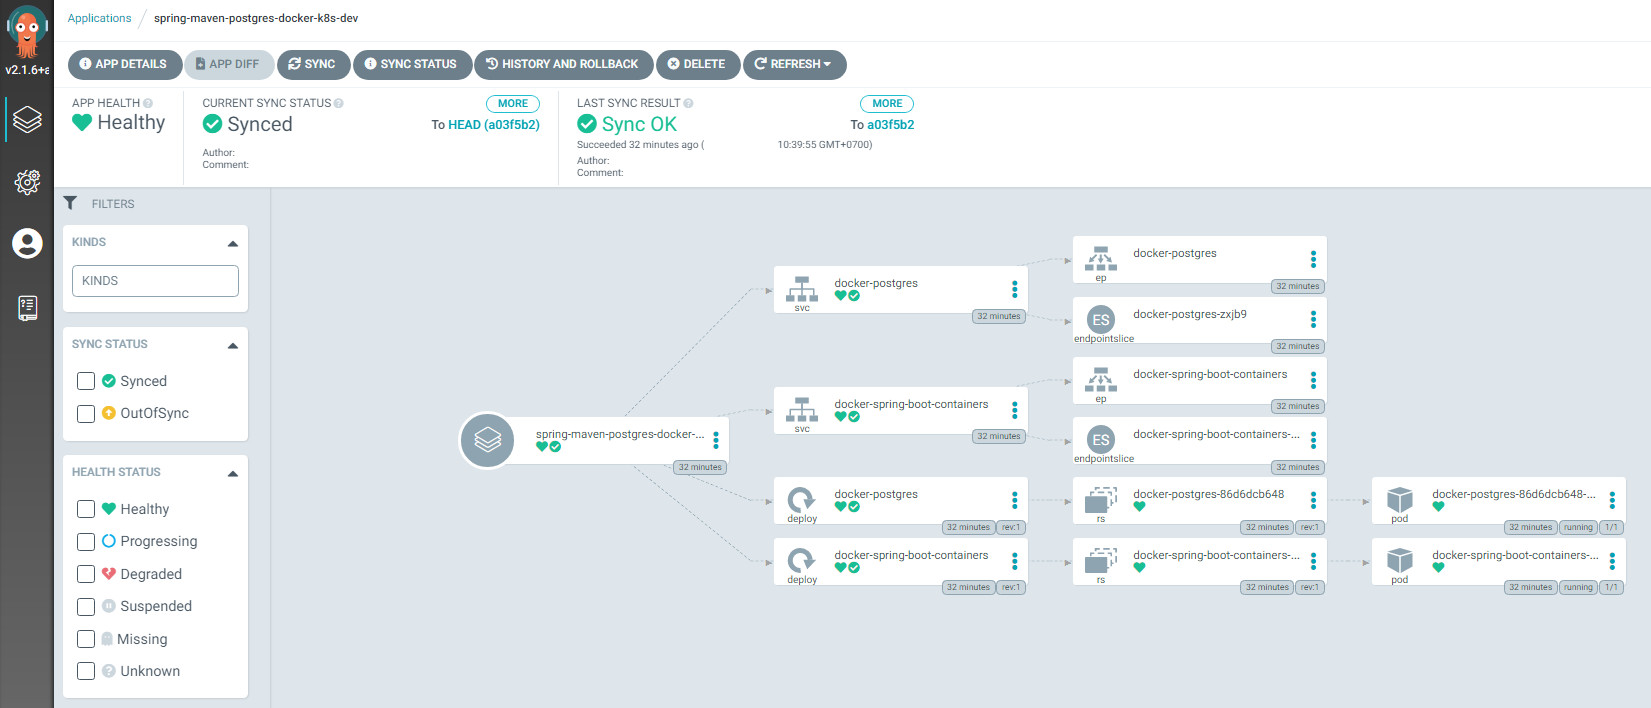 Applications / spring-maven-postgres-docker-k8s-dev
v2.1.6+a
APP DETAILS
APP DIFF
SYNC
SYNC STATUS
HISTORY AND ROLLBACK
DELETE
REFRESH
APP HEALTH
Healthy
CURRENT SYNC STATUS
MORE
Synced
To HEAD (a03f5b2)
Author:
Comment:
LAST SYNC RESULT
MORE
Sync OK
To a03f5b2
Succeeded 32 minutes ago ( 10:39:55 GMT+0700)
Author:
Comment:
FILTERS
KINDS
KINDS
SYNC STATUS
Synced
OutOfSync
HEALTH STATUS
Healthy
Progressing
Degraded
Suspended
Missing
Unknown
spring-maven-postgres-docker-...
32 minutes
docker-postgres
svc
32 minutes
docker-spring-boot-containers
svc
32 minutes
docker-postgres
deploy
32 minutes rev:1
docker-spring-boot-containers
deploy
32 minutes rev:1
docker-postgres
ep
32 minutes
ES
docker-postgres-zxjb9
endpointslice
32 minutes
docker-spring-boot-containers
ep
32 minutes
ES
docker-spring-boot-containers-...
endpointslice
32 minutes
docker-postgres-86d6dcb648
rs
32 minutes rev:1
docker-spring-boot-containers-...
rs
32 minutes rev:1
docker-postgres-86d6dcb648-...
pod
32 minutes running 1/1
docker-spring-boot-containers-...
pod
32 minutes running 1/1